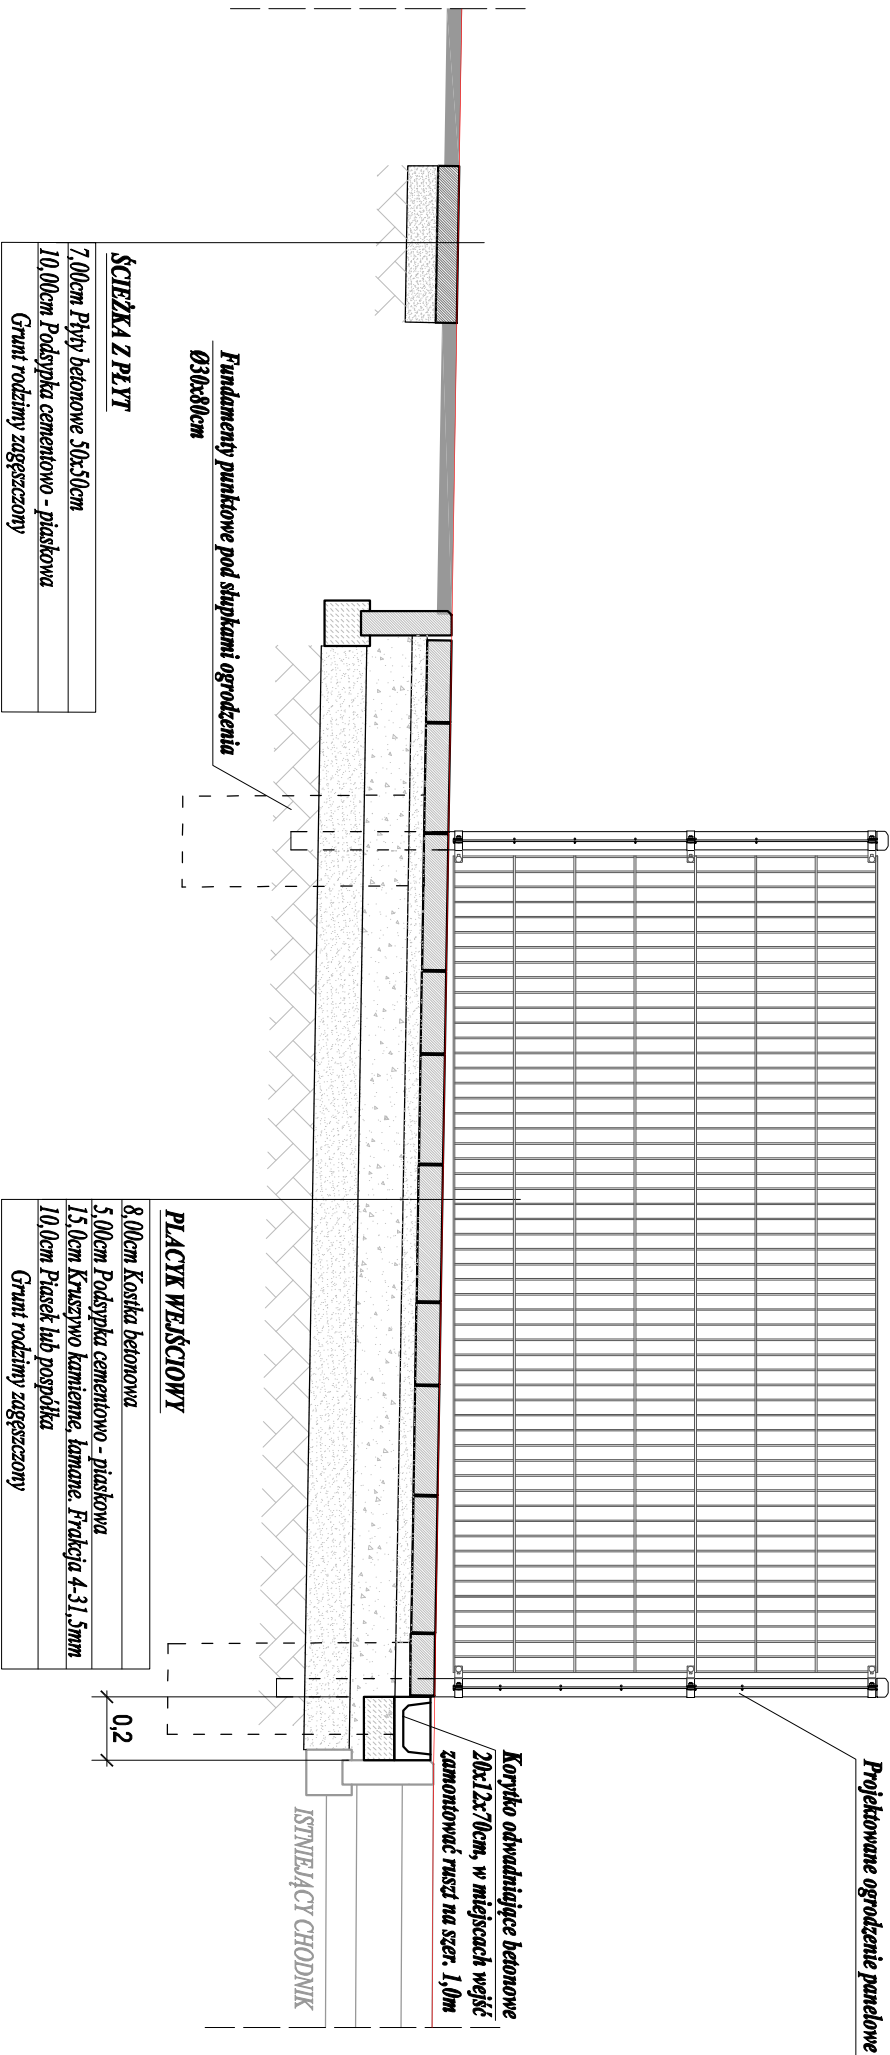 Projektowane ogrodzenie panelowe
Korytko odwadniające betonowe
20x12x70cm, w miejscach wejść
zamontować ruszt na szer. 1,0m
Fundamenty punktowe pod słupkami ogrodzenia
Ø30x80cm
ISTNIEJĄCY CHODNIK
0,2
ŚCIEŻKA Z PŁYT
7,00cm Płyty betonowe 50x50cm
10,00cm Podsypka cementowo - piaskowa
Grunt rodzimy zagęszczony
PLACYK WEJŚCIOWY
8,00cm Kostka betonowa
5,00cm Podsypka cementowo - piaskowa
15,0cm Kruszywo kamienne, łamane. Frakcja 4-31,5mm
10,0cm Piasek lub pospółka
Grunt rodzimy zagęszczony